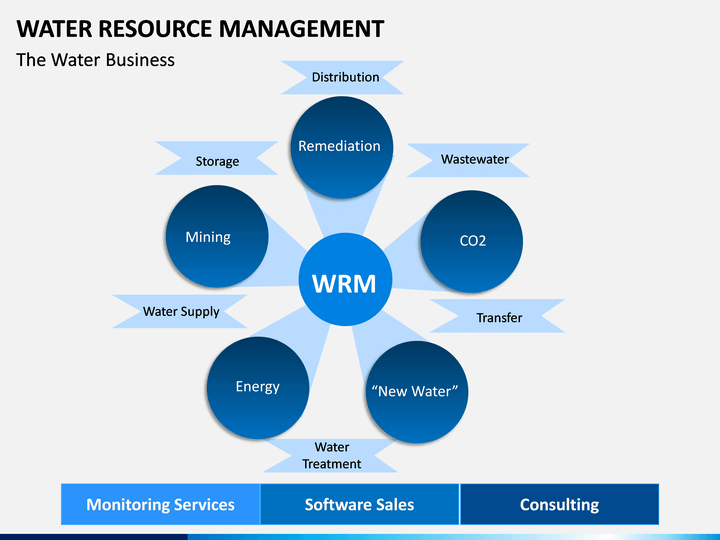 WATER RESOURCE MANAGEMENT
The Water Business
Distribution
Remediation
Storage
Wastewater
Mining
CO2
WRM
Water Supply
Transfer
Energy
“New Water”
Water
Treatment
Monitoring Services
Software Sales
Consulting